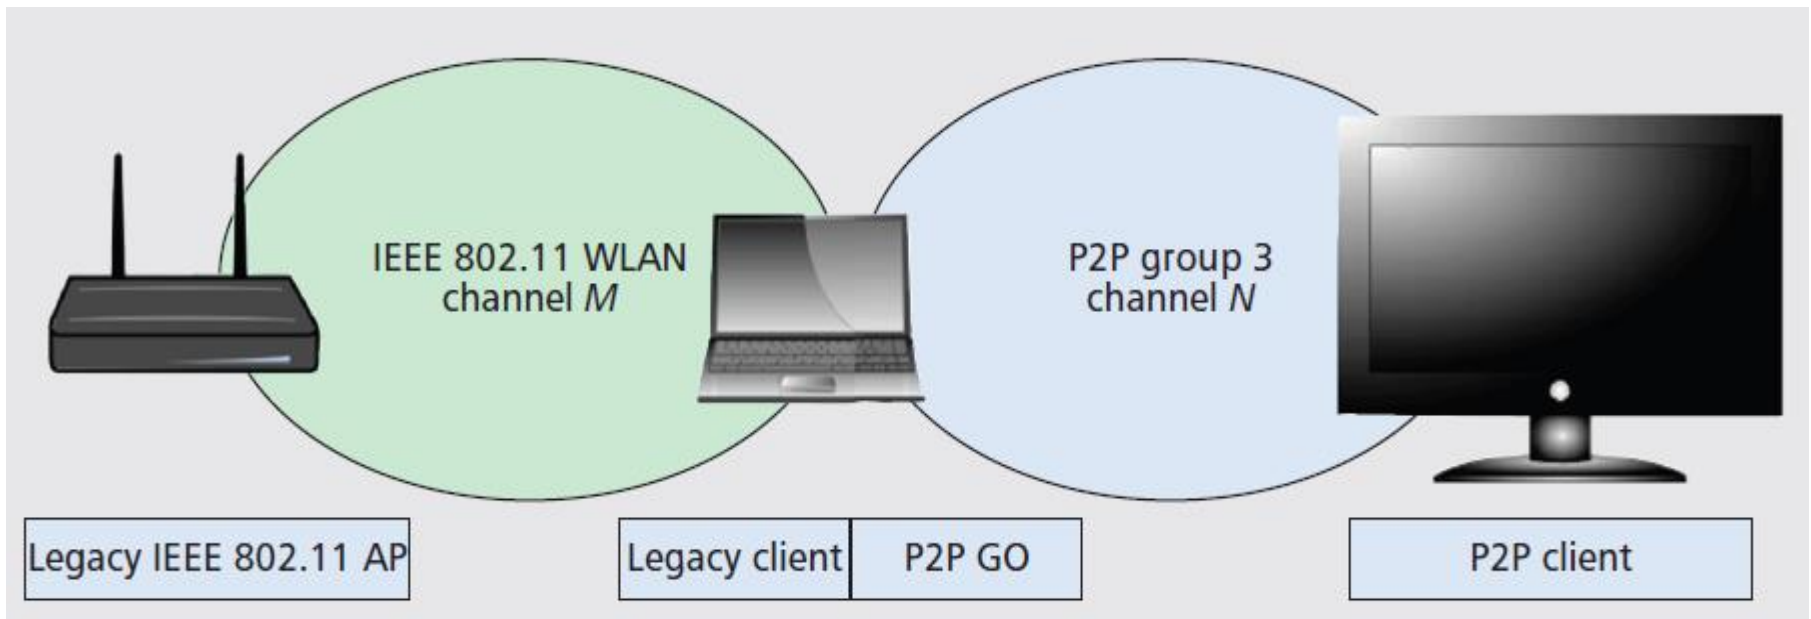 IEEE 802.11 WLAN
channel M
P2P group 3
channel N
Legacy IEEE 802.11 AP
Legacy client
P2P GO
P2P client